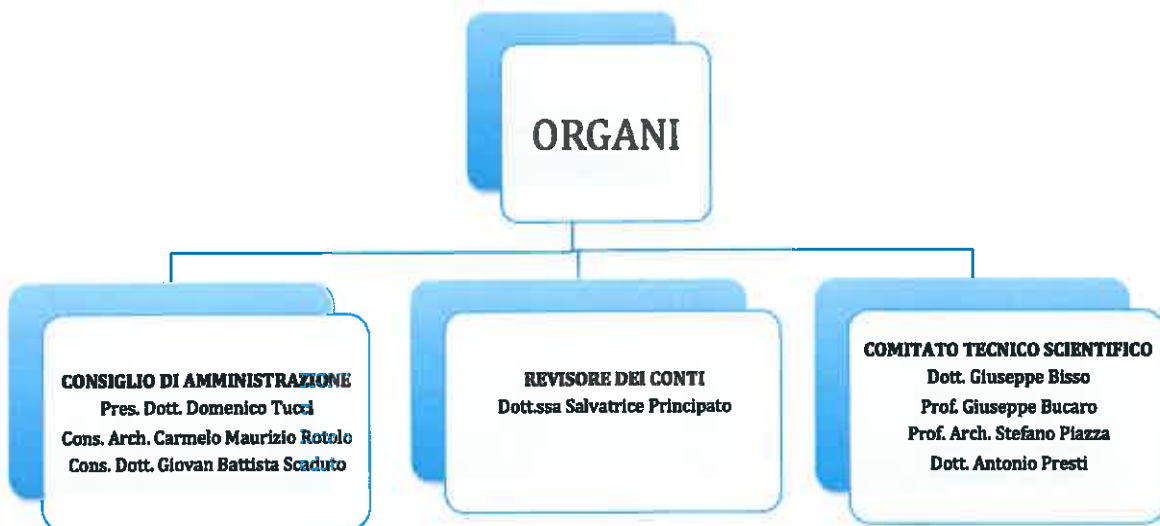 ORGANI
CONSIGLIO DI AMMINISTRAZIONE
Pres. Dott. Domenico Tucci
Cons. Arch. Carmelo Maurizio Rotolo
Cons. Dott. Giovan Battista Scaduto
REVISORE DEI CONTI
Dott.ssa Salvatrice Principato
COMITATO TECNICO SCIENTIFICO
Dott. Giuseppe Bisso
Prof. Giuseppe Bucaro
Prof. Arch. Stefano Piazza
Dott. Antonio Presti